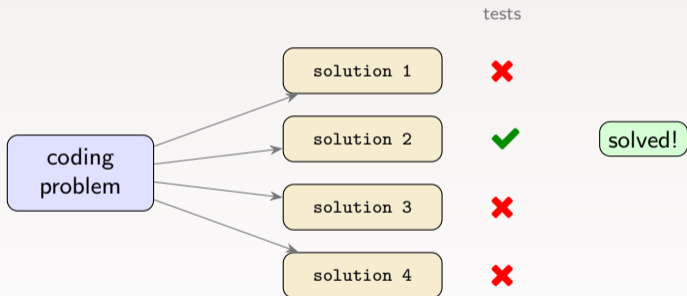 tests
solution 1
solution 2
solved!
coding
problem
solution 3
solution 4